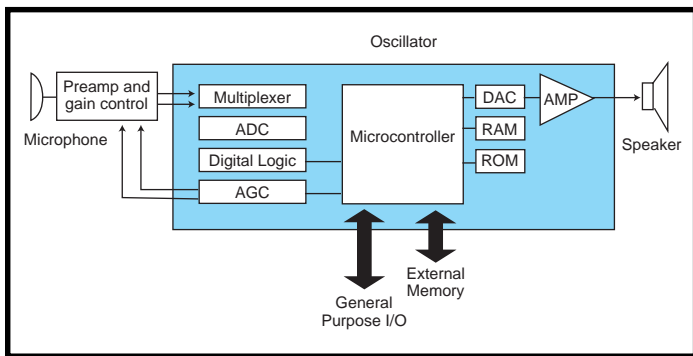 Oscillator
Preamp and
gain control
Microphone
Multiplexer
ADC
Digital Logic
AGC
Microcontroller
DAC
RAM
ROM
AMP
Speaker
General
Purpose I/O
External
Memory